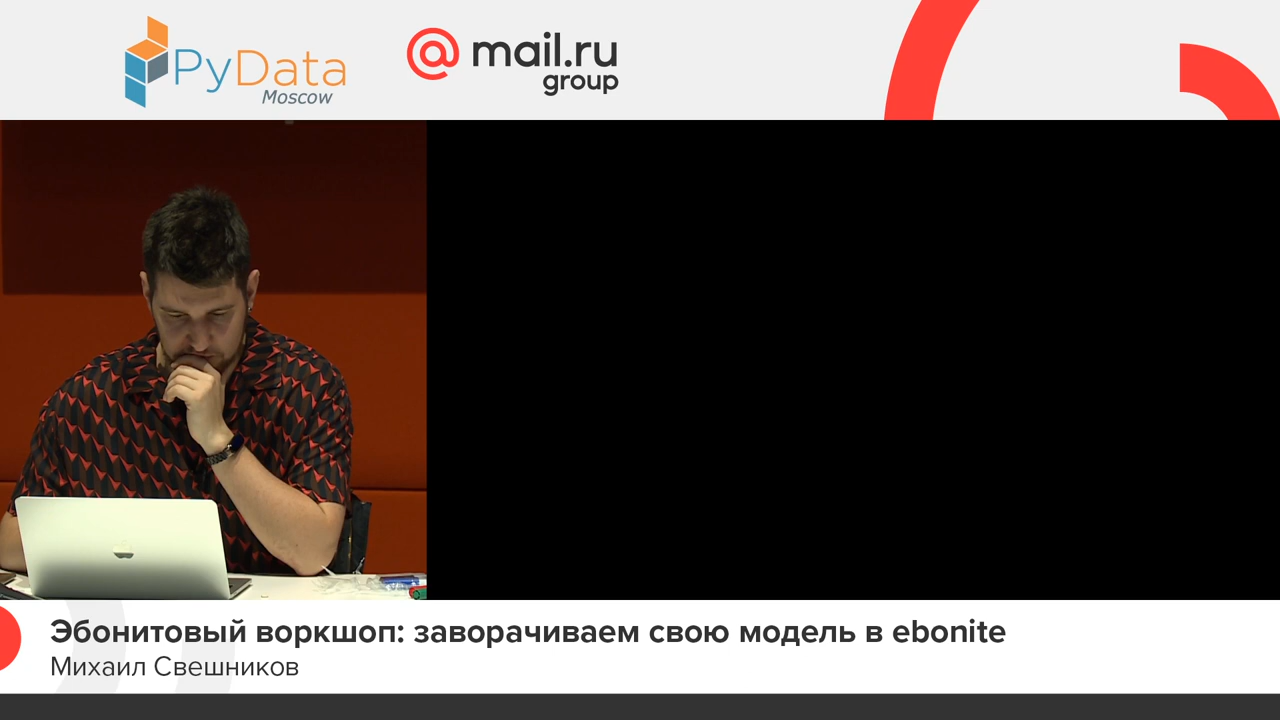 PyData
Moscow
@mail.ru
group
Эбонитовый воркшоп: заворачиваем свою модель в ebonite
Михаил Свешников